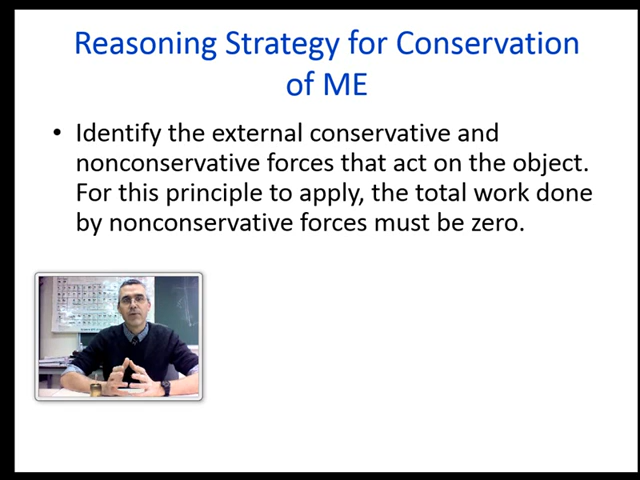 Reasoning Strategy for Conservation
of ME
• Identify the external conservative and
nonconservative forces that act on the object.
For this principle to apply, the total work done
by nonconservative forces must be zero.